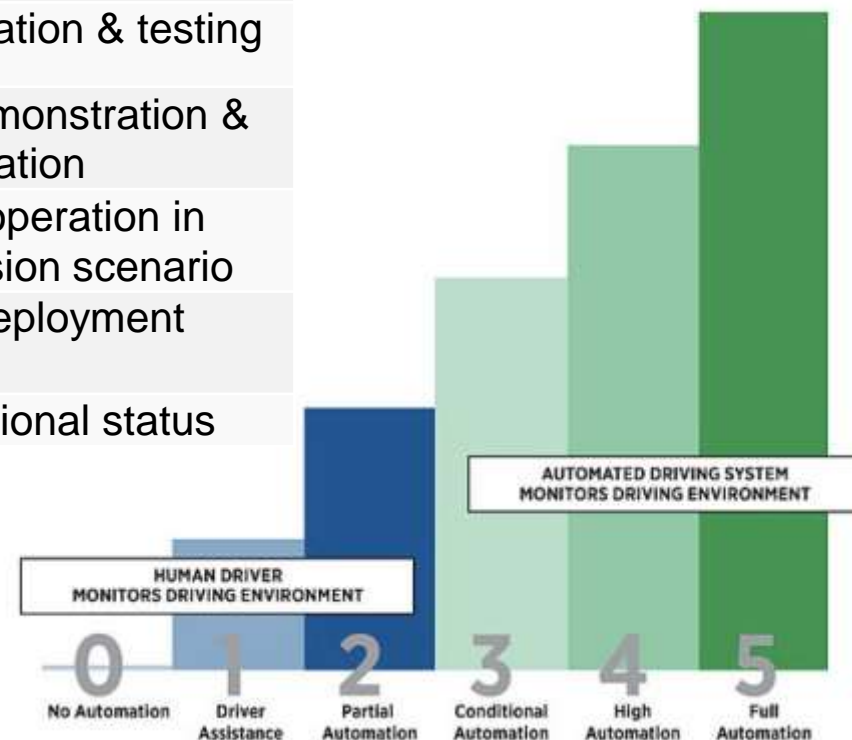 ation & testing
monstration &
ation
operation in
sion scenario
eployment
ional status
AUTOMATED DRIVING SYSTEM
MONITORS DRIVING ENVIRONMENT
HUMAN DRIVER
MONITORS DRIVING ENVIRONMENT
0 1 2 3 4 5
No Automation Driver Assistance Partial Automation Conditional Automation High Automation Full Automation